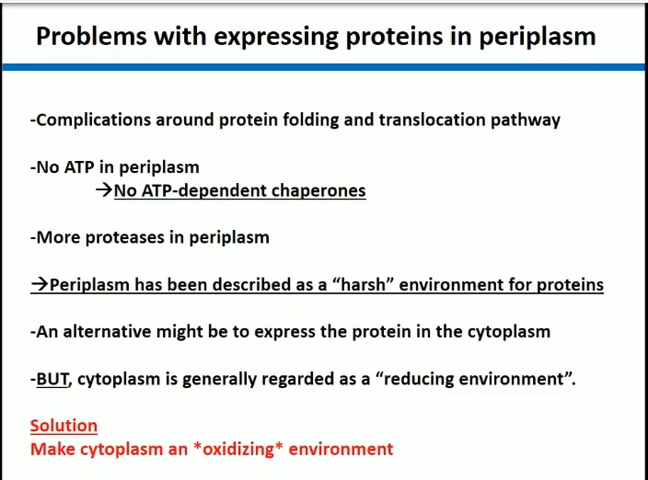 Problems with expressing proteins in periplasm
-Complications around protein folding and translocation pathway
-No ATP in periplasm
→No ATP-dependent chaperones
-More proteases in periplasm
→Periplasm has been described as a “harsh” environment for proteins
-An alternative might be to express the protein in the cytoplasm
-BUT, cytoplasm is generally regarded as a “reducing environment”.
Solution
Make cytoplasm an *oxidizing* environment